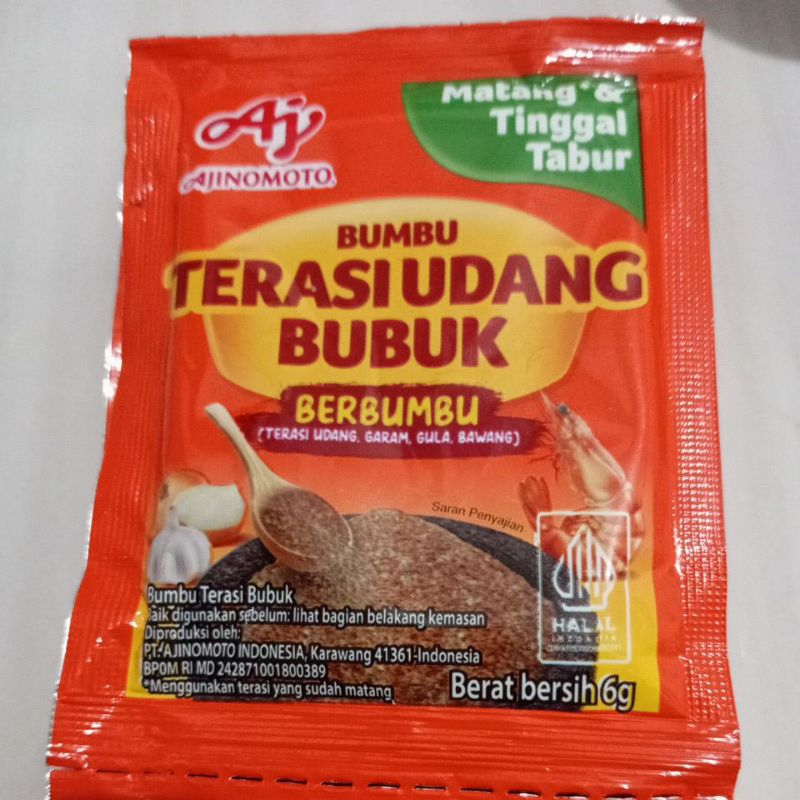 Aj
AJINOMOTO®
Matang* &
Tinggal
Tabur
BUMBU
TERASI UDANG
BUBUK
BERBUMBU
(TERASI UDANG, GARAM, GULA, BAWANG)
Saran Penyajian
HALAL
INDONESIA
Bumbu Terasi Bubuk
Baik digunakan sebelum: lihat bagian belakang kemasan
Diproduksi oleh:
PT. AJINOMOTO INDONESIA, Karawang 41361-Indonesia
BPOM RI MD 242871001800389
*Menggunakan terasi yang sudah matang
Berat bersih 6g